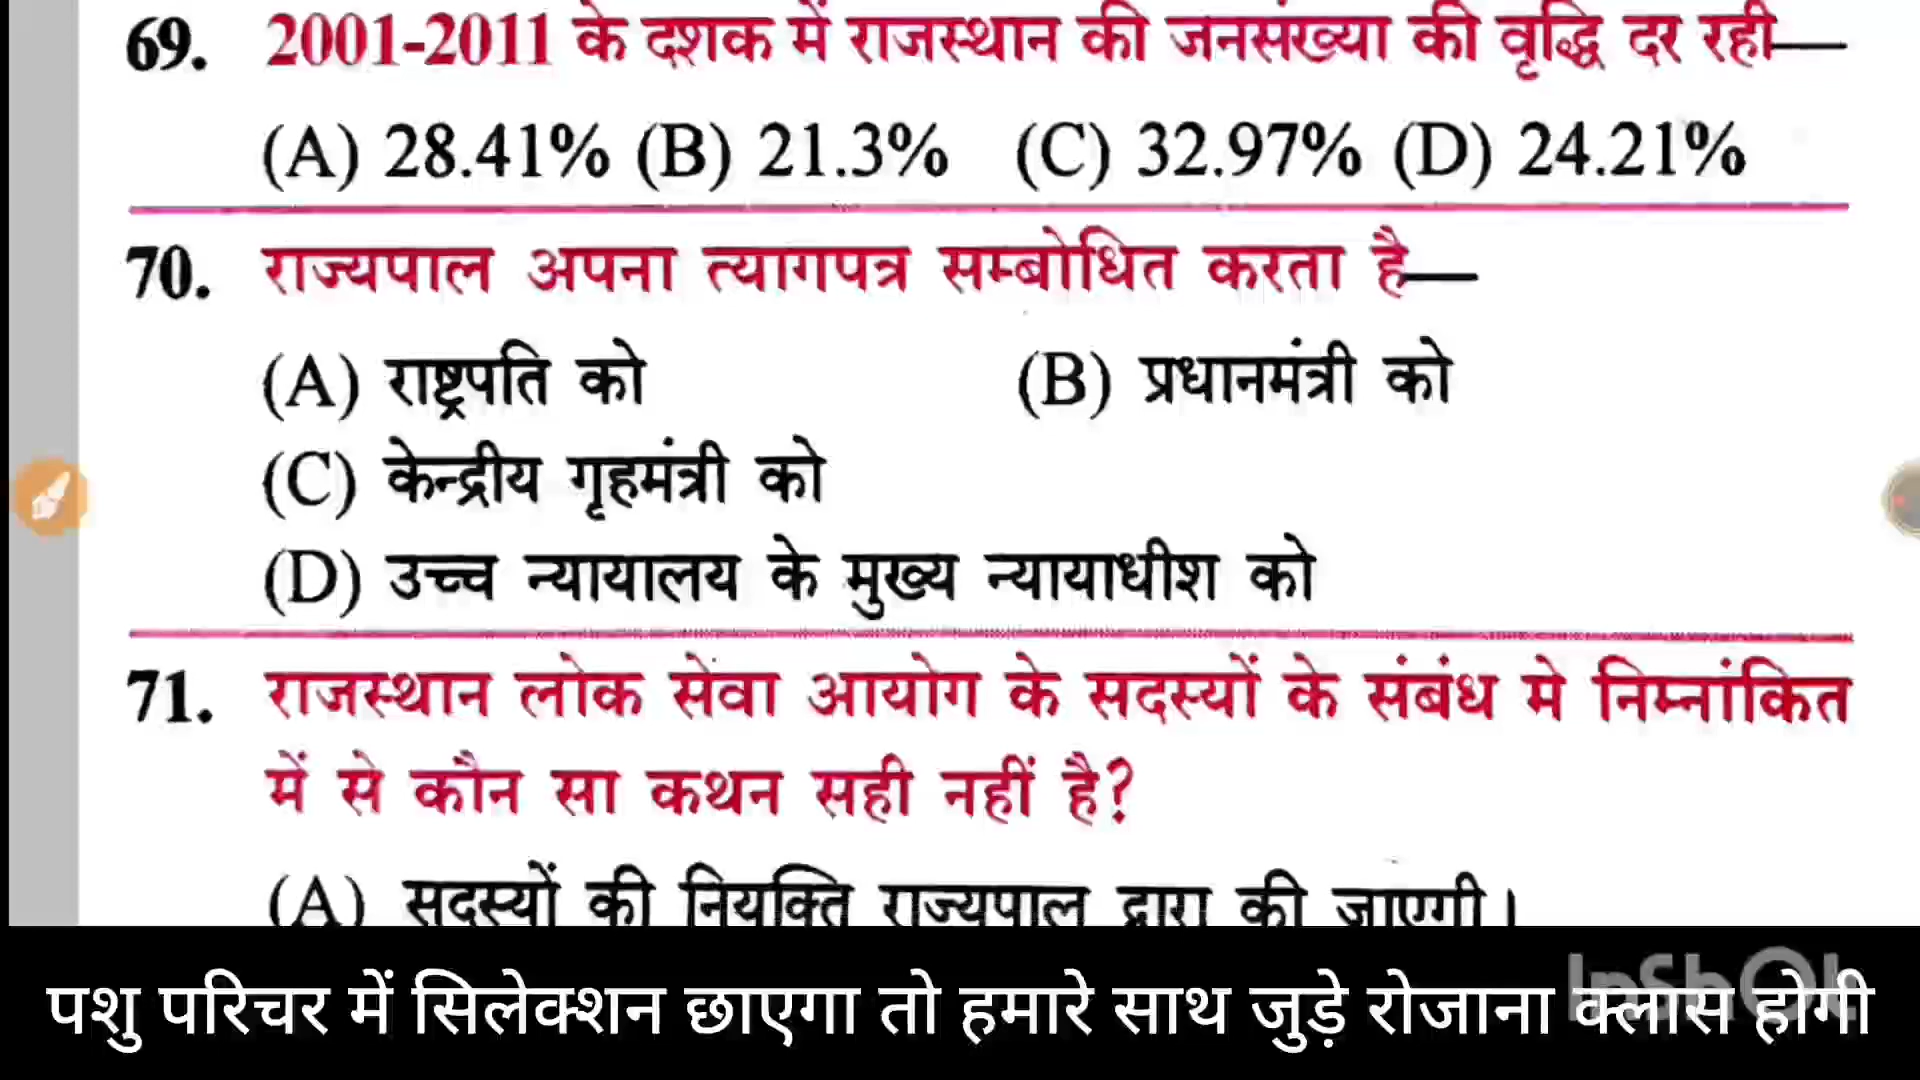 69. 2001-2011 के दशक में राजस्थान की जनसंख्या की वृद्धि दर रही—
(A) 28.41% (B) 21.3% (C) 32.97% (D) 24.21%
70. राज्यपाल अपना त्यागपत्र सम्बोधित करता है—
(A) राष्ट्रपति को (B) प्रधानमंत्री को
(C) केन्द्रीय गृहमंत्री को
(D) उच्च न्यायालय के मुख्य न्यायाधीश को
71. राजस्थान लोक सेवा आयोग के सदस्यों के संबंध मे निम्नांकित
में से कौन सा कथन सही नहीं है?
(A) सदस्यों की नियुक्ति राज्यपाल द्वारा की जाएगी।
InShOt
पशु परिचर में सिलेक्शन छाएगा तो हमारे साथ जुड़े रोजाना क्लास होगी